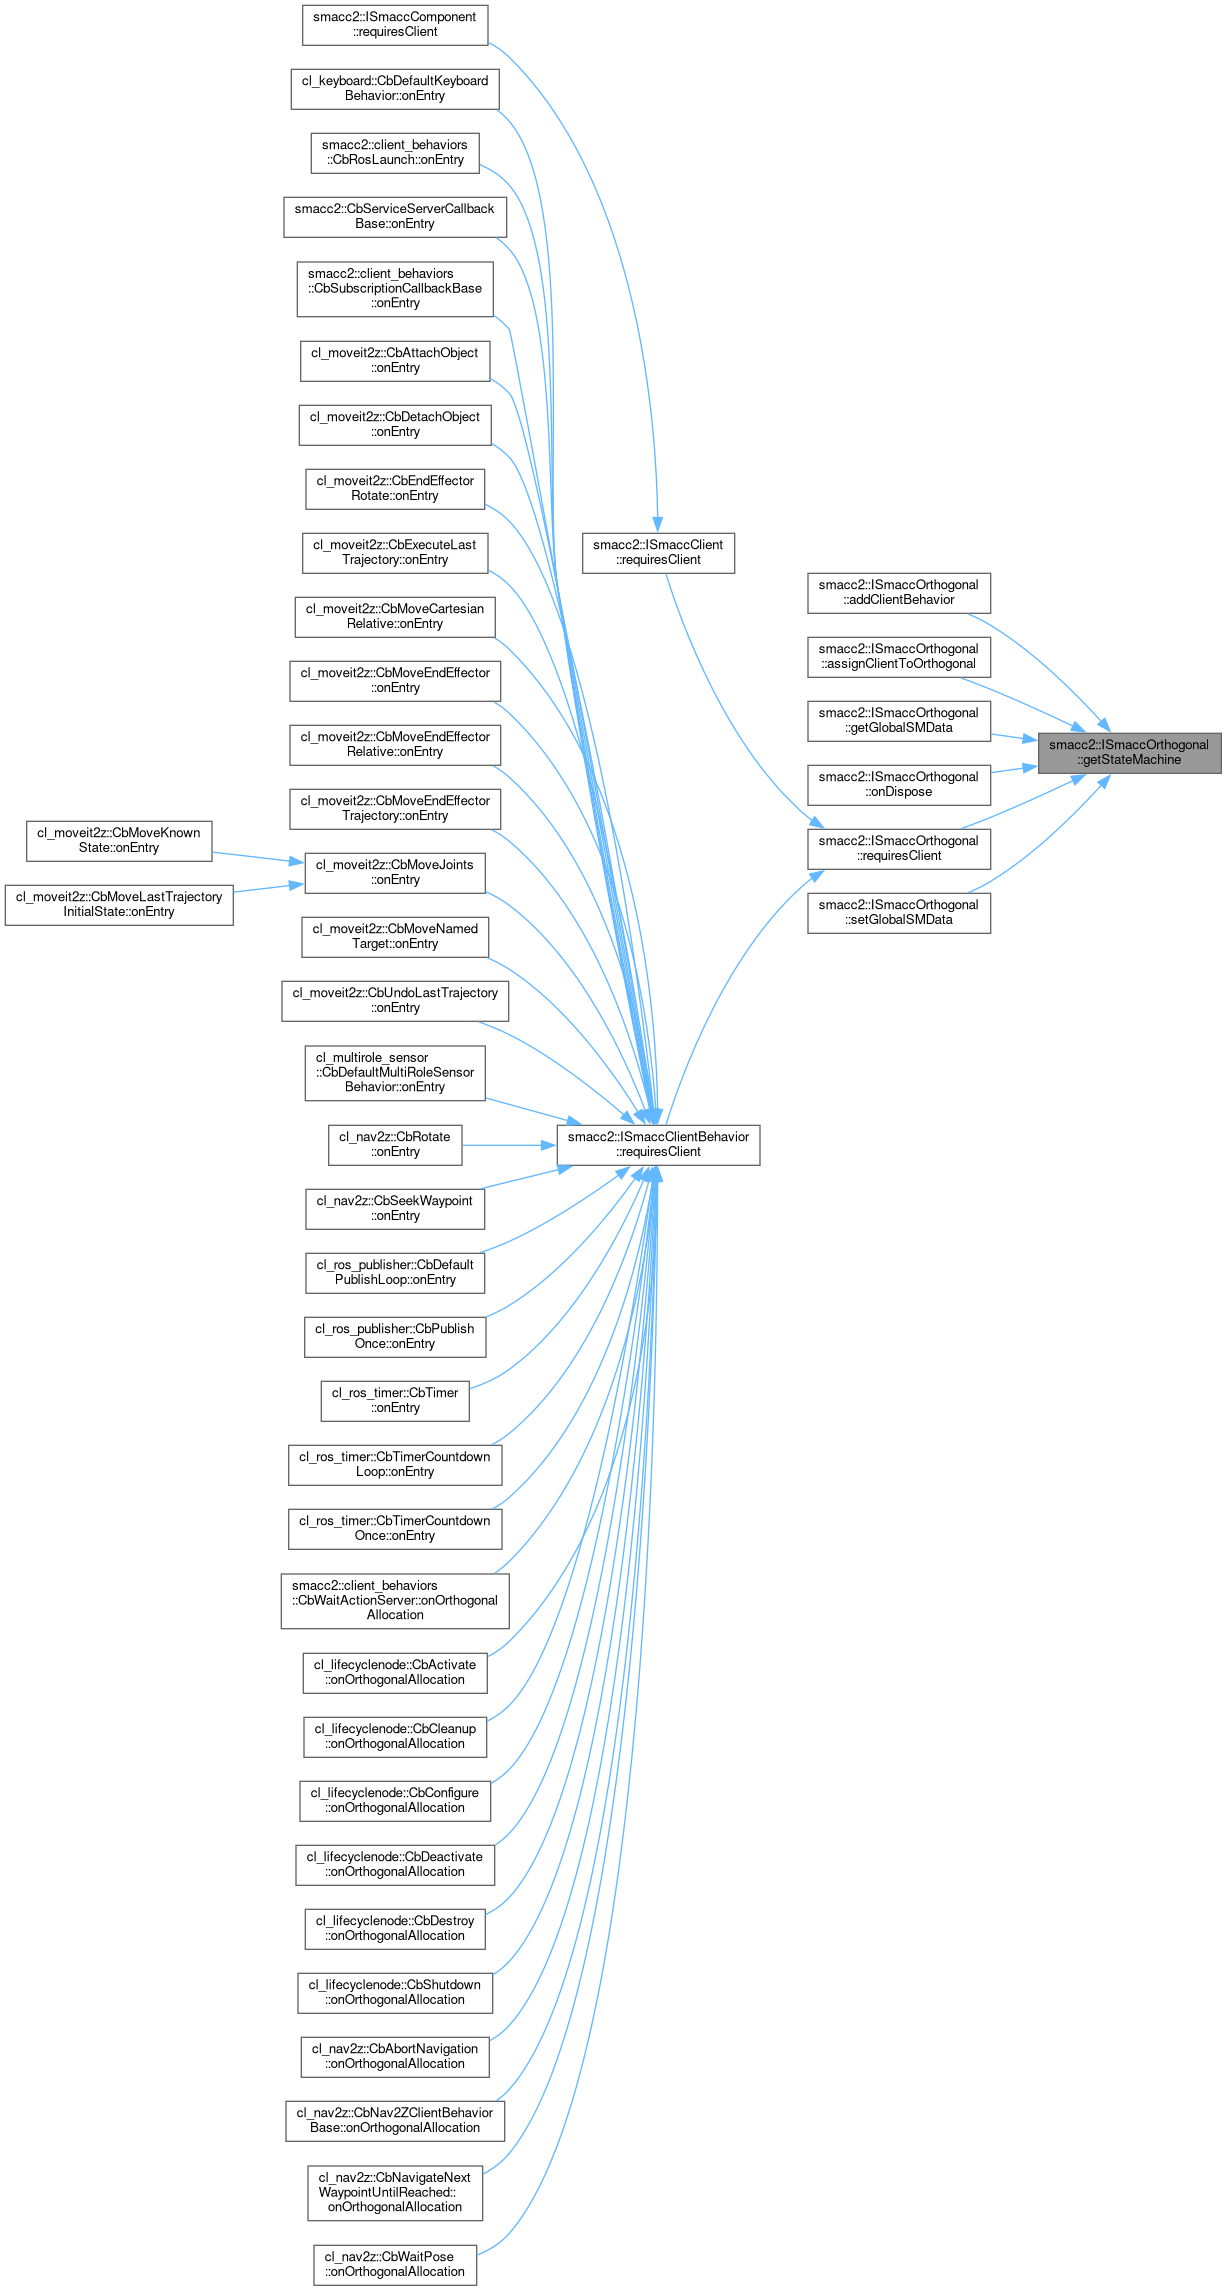 smacc2::ISmaccComponent
::requiresClient
cl_keyboard::CbDefaultKeyboard
Behavior::onEntry
smacc2::client_behaviors
::CbRosLaunch::onEntry
smacc2::CbServiceServerCallback
Base::onEntry
smacc2::client_behaviors
::CbSubscriptionCallbackBase
::onEntry
cl_moveit2z::CbAttachObject
::onEntry
cl_moveit2z::CbDetachObject
::onEntry
cl_moveit2z::CbEndEffector
Rotate::onEntry
cl_moveit2z::CbExecuteLast
Trajectory::onEntry
cl_moveit2z::CbMoveCartesian
Relative::onEntry
cl_moveit2z::CbMoveEndEffector
::onEntry
cl_moveit2z::CbMoveEndEffector
Relative::onEntry
cl_moveit2z::CbMoveEndEffector
Trajectory::onEntry
cl_moveit2z::CbMoveKnown
State::onEntry
cl_moveit2z::CbMoveLastTrajectory
InitialState::onEntry
cl_moveit2z::CbMoveJoints
::onEntry
cl_moveit2z::CbMoveNamed
Target::onEntry
cl_moveit2z::CbUndoLastTrajectory
::onEntry
cl_multirole_sensor
::CbDefaultMultiRoleSensor
Behavior::onEntry
cl_nav2z::CbRotate
::onEntry
cl_nav2z::CbSeekWaypoint
::onEntry
cl_ros_publisher::CbDefault
PublishLoop::onEntry
cl_ros_publisher::CbPublish
Once::onEntry
cl_ros_timer::CbTimer
::onEntry
cl_ros_timer::CbTimerCountdown
Loop::onEntry
cl_ros_timer::CbTimerCountdown
Once::onEntry
smacc2::client_behaviors
::CbWaitActionServer::onOrthogonal
Allocation
cl_lifecyclenode::CbActivate
::onOrthogonalAllocation
cl_lifecyclenode::CbCleanup
::onOrthogonalAllocation
cl_lifecyclenode::CbConfigure
::onOrthogonalAllocation
cl_lifecyclenode::CbDeactivate
::onOrthogonalAllocation
cl_lifecyclenode::CbDestroy
::onOrthogonalAllocation
cl_lifecyclenode::CbShutdown
::onOrthogonalAllocation
cl_nav2z::CbAbortNavigation
::onOrthogonalAllocation
cl_nav2z::CbNav2ZClientBehavior
Base::onOrthogonalAllocation
cl_nav2z::CbNavigateNext
WaypointUntilReached::
onOrthogonalAllocation
cl_nav2z::CbWaitPose
::onOrthogonalAllocation
smacc2::ISmaccClient
::requiresClient
smacc2::ISmaccClientBehavior
::requiresClient
smacc2::ISmaccOrthogonal
::addClientBehavior
smacc2::ISmaccOrthogonal
::assignClientToOrthogonal
smacc2::ISmaccOrthogonal
::getGlobalSMData
smacc2::ISmaccOrthogonal
::onDispose
smacc2::ISmaccOrthogonal
::requiresClient
smacc2::ISmaccOrthogonal
::setGlobalSMData
smacc2::ISmaccOrthogonal
::getStateMachine